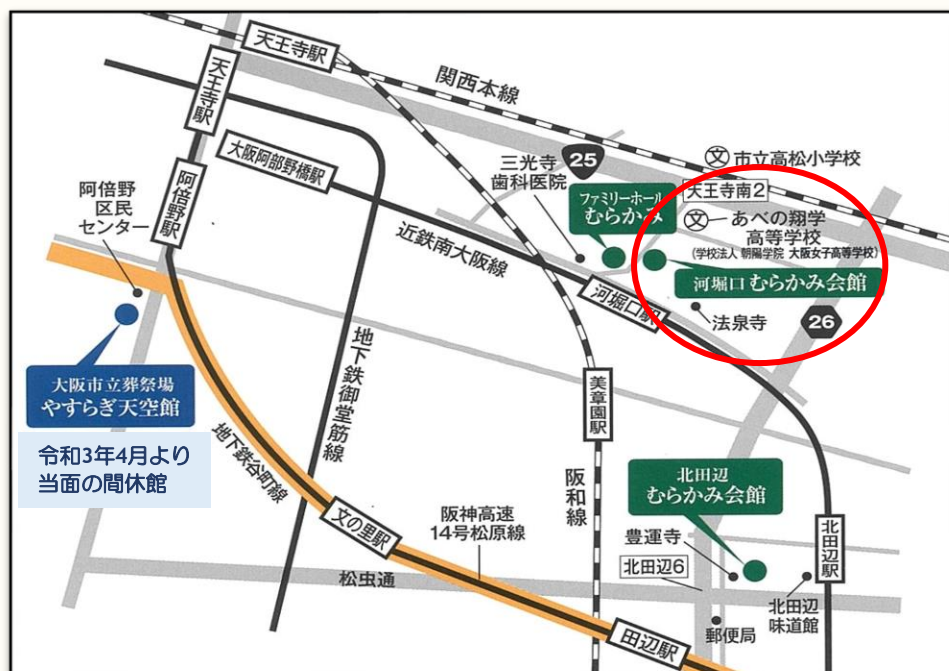 天王寺駅
関西本線
天王寺駅
大阪阿部野橋駅
25
三光寺
歯科医院
市立高松小学校
文
天王寺南2
ファミリーホール
むらかみ
文
あべの翔学
高等学校
(学校法人 朝陽学院 大阪女子高等学校)
阿倍野駅
阿倍野
区民
センター
近鉄南大阪線
河堀口 むらかみ会館
河堀口駅
法泉寺
26
大阪市立葬祭場
やすらぎ天空館
地下鉄御堂筋線
美章園駅
令和3年4月より
当面の間休館
地下鉄谷町線
阪和線
北田辺
むらかみ会館
文の里駅
阪神高速
14号松原線
豊運寺
北田辺駅
松虫通
北田辺6
北田辺
味道館
田辺駅
郵便局